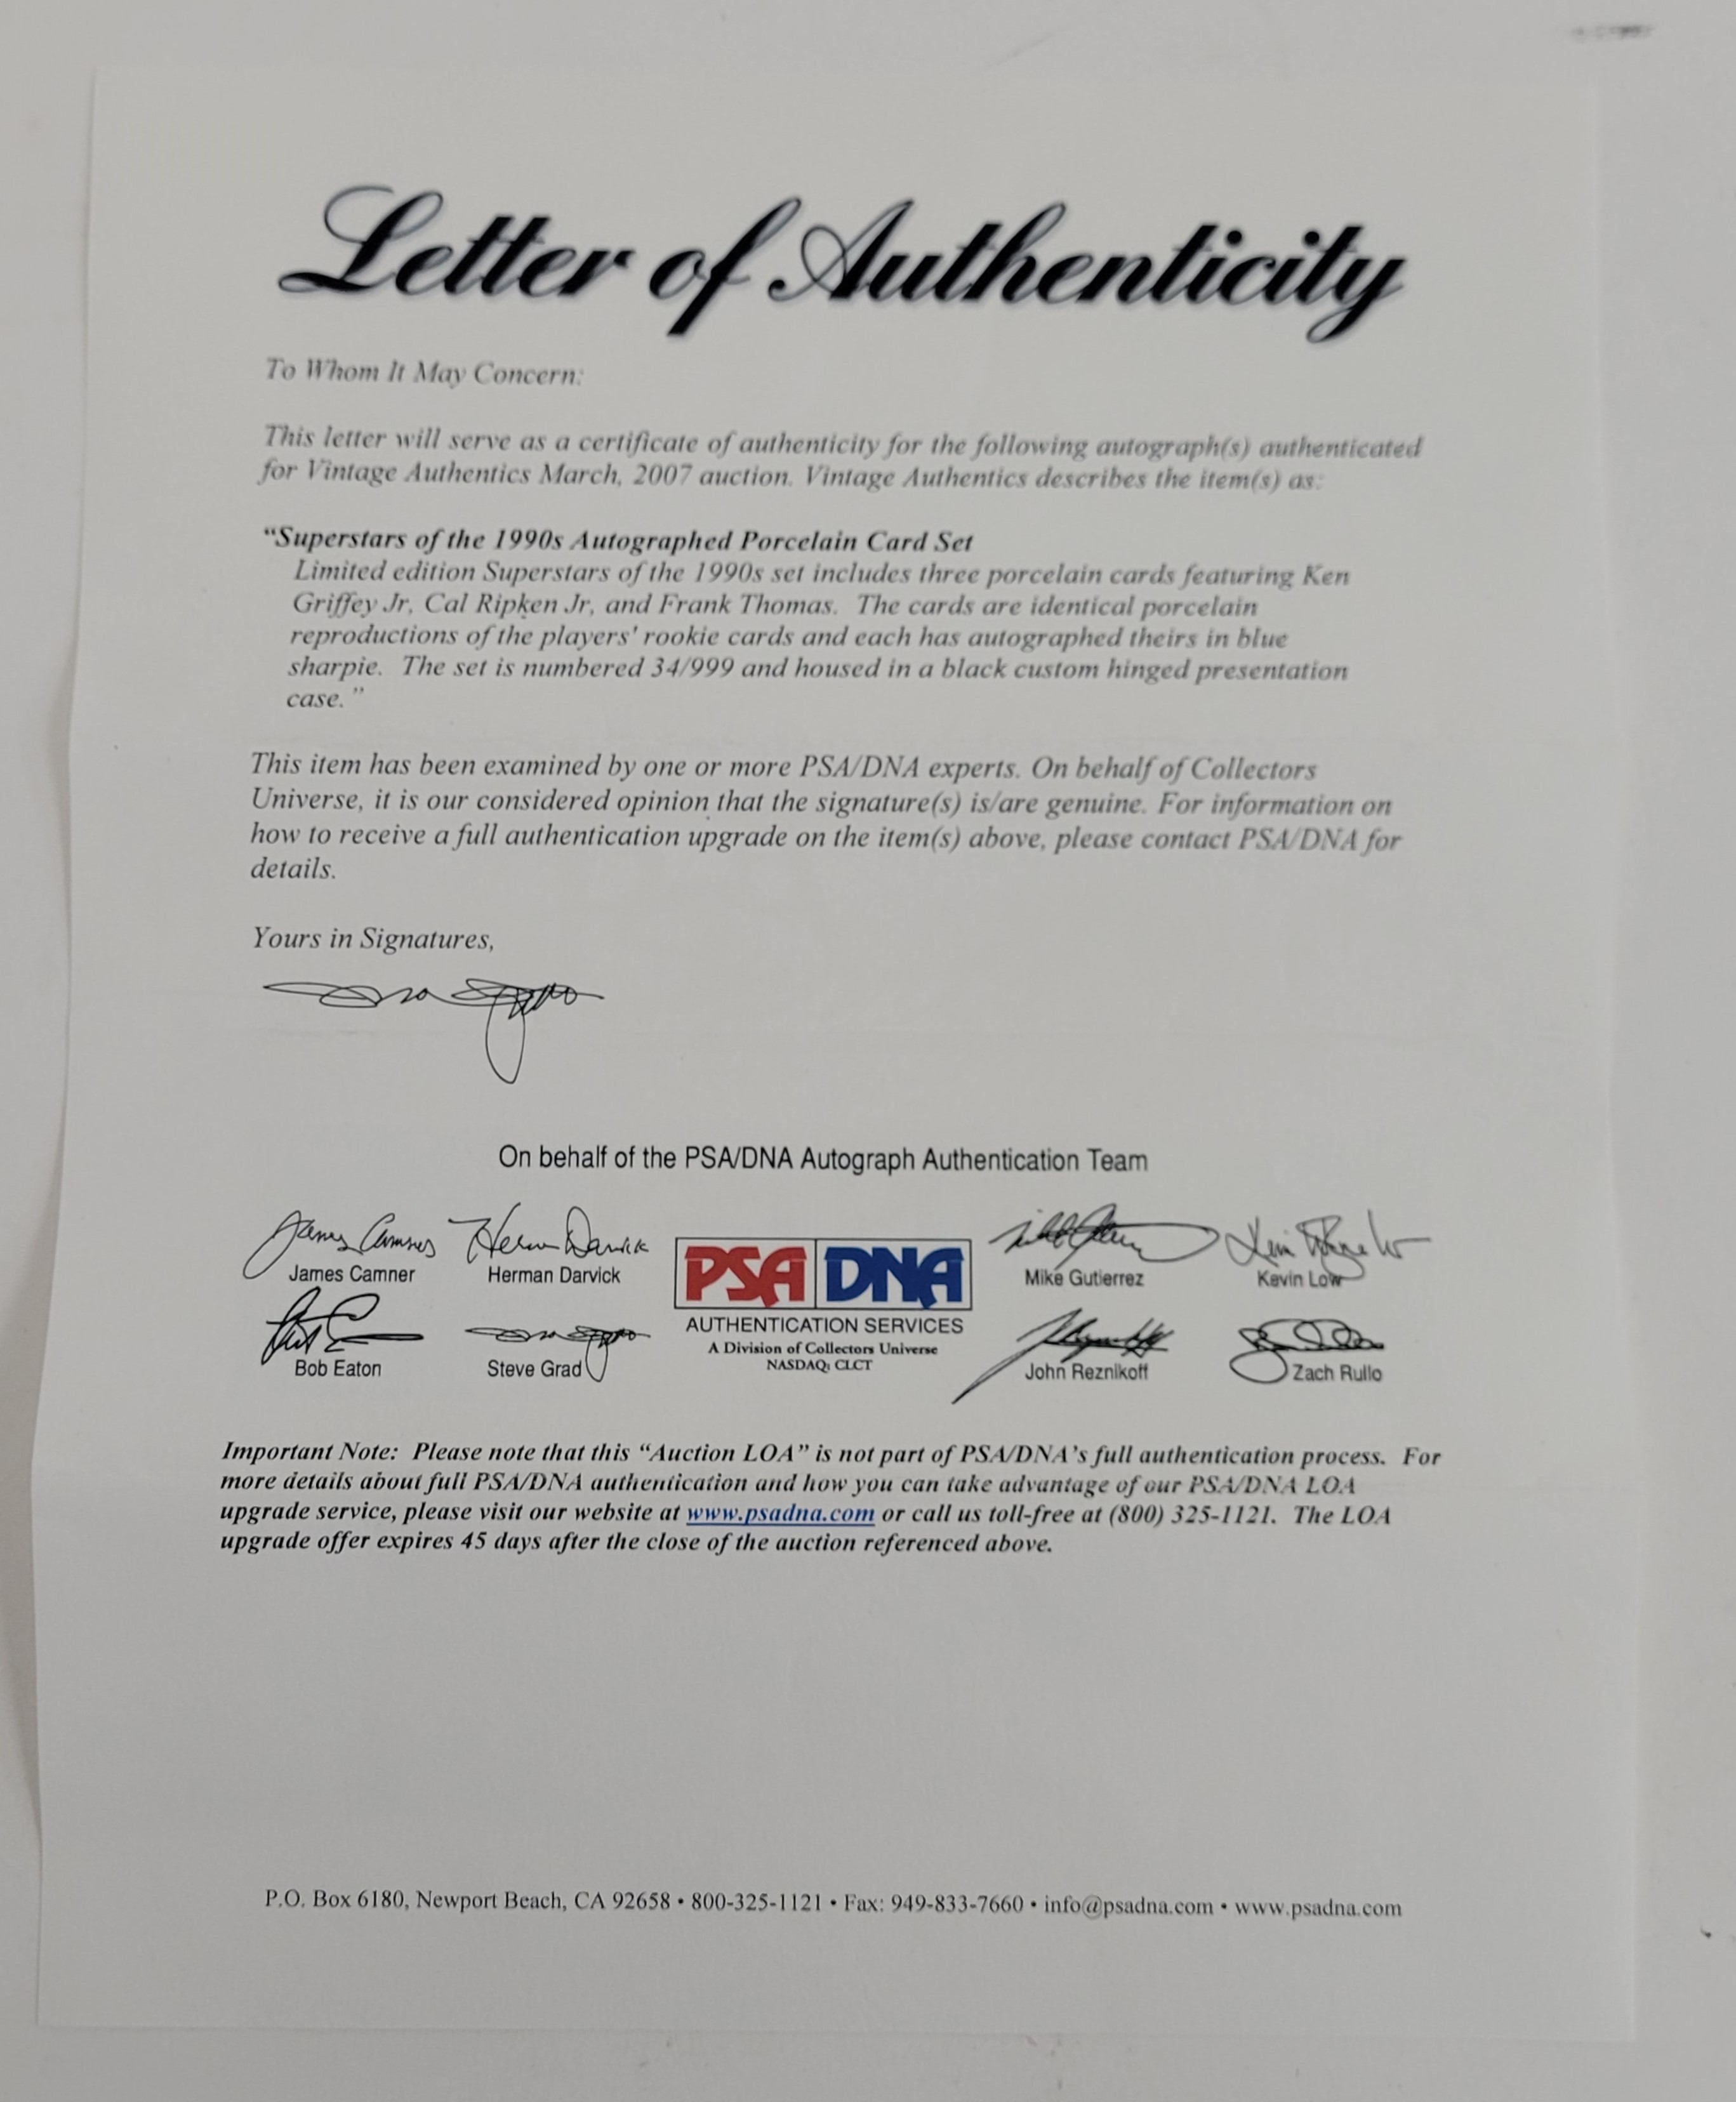 Letter of Authenticity
To Whom It May Concern:
This letter will serve as a certificate of authenticity for the following autograph(s) authenticated
for Vintage Authentics March, 2007 auction. Vintage Authentics describes the item(s) as:
“Superstars of the 1990s Autographed Porcelain Card Set
Limited edition Superstars of the 1990s set includes three porcelain cards featuring Ken
Griffey Jr, Cal Ripken Jr, and Frank Thomas.  The cards are identical porcelain
reproductions of the players' rookie cards and each has autographed theirs in blue
sharpie.  The set is numbered 34/999 and housed in a black custom hinged presentation
case.”
This item has been examined by one or more PSA/DNA experts. On behalf of Collectors
Universe, it is our considered opinion that the signature(s) is/are genuine. For information on
how to receive a full authentication upgrade on the item(s) above, please contact PSA/DNA for
details.
Yours in Signatures,
On behalf of the PSA/DNA Autograph Authentication Team
James Camner Herman Darvick
James Camner Herman Darvick Mike Gutierrez Kevin Low
PSA DNA
Bob Eaton Steve Grad John Reznikoff Zach Rullo
AUTHENTICATION SERVICES
A Division of Collectors Universe
NASDAQ: CLCT
Important Note:  Please note that this “Auction LOA” is not part of PSA/DNA’s full authentication process.  For
more details about full PSA/DNA authentication and how you can take advantage of our PSA/DNA LOA
upgrade service, please visit our website at www.psadna.com or call us toll-free at (800) 325-1121.  The LOA
upgrade offer expires 45 days after the close of the auction referenced above.
P.O. Box 6180, Newport Beach, CA 92658 • 800-325-1121 • Fax: 949-833-7660 • info@psadna.com • www.psadna.com